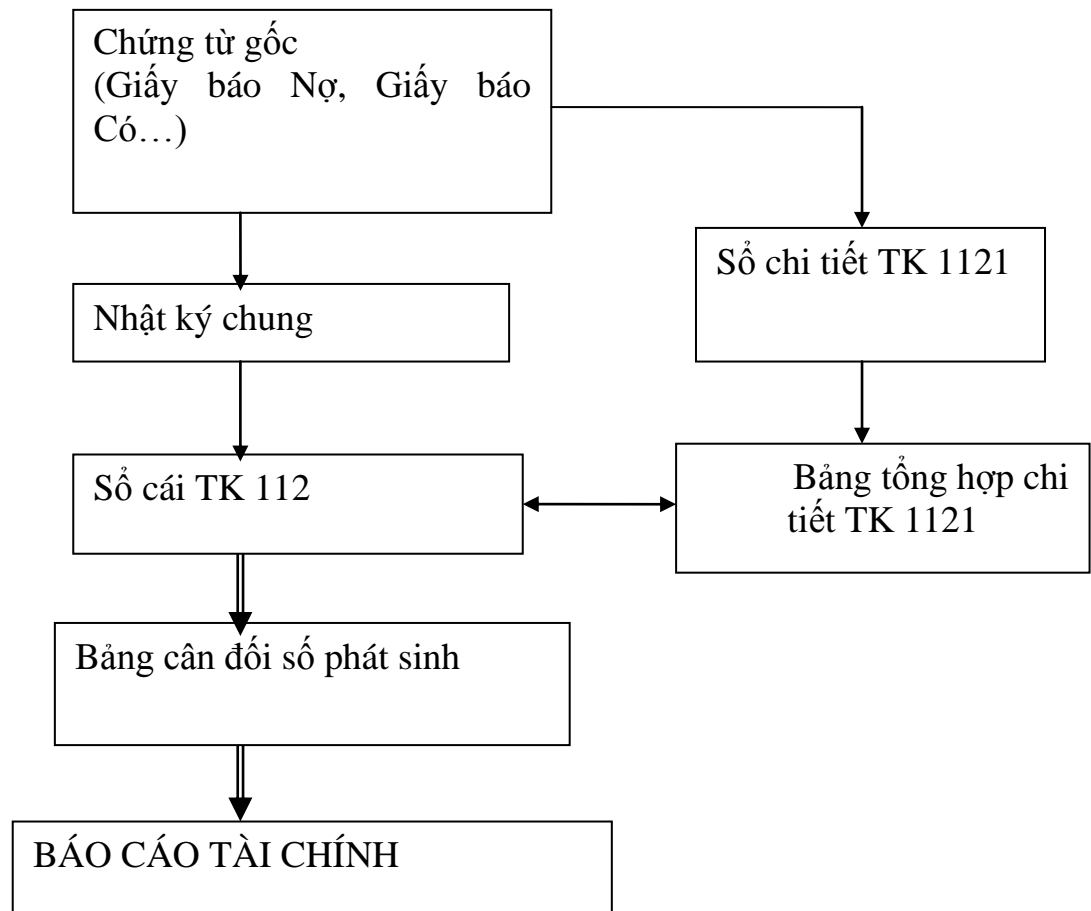 Chứng từ gốc
(Giấy báo Nợ, Giấy báo
Có…)
Sổ chi tiết TK 1121
Nhật ký chung
Sổ cái TK 112
Bảng tổng hợp chi
tiết TK 1121
Bảng cân đối số phát sinh
BÁO CÁO TÀI CHÍNH